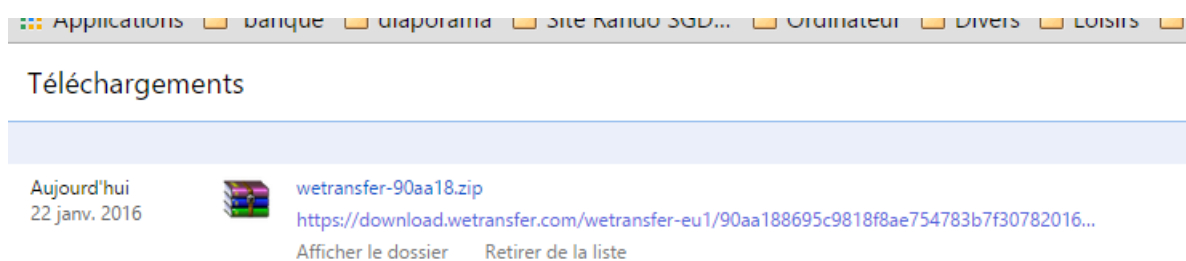 Applications banque diaporama Site Rando SGD... Ordinateur Divers Loisirs
Téléchargements
Aujourd'hui
22 janv. 2016
wetransfer-90aa18.zip
https://download.wetransfer.com/wetransfer-eu1/90aa188695c9818f8ae754783b7f30782016...
Afficher le dossier Retirer de la liste